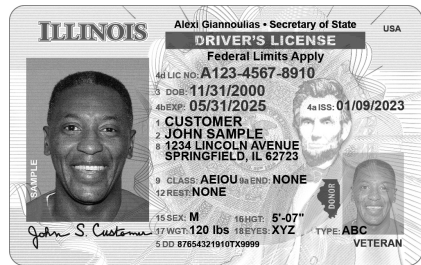 Alexi Giannoulias • Secretary of State
ILLINOIS
USA
DRIVER'S LICENSE
Federal Limits Apply
4d LIC NO: A123-4567-8910
3 DOB: 11/31/2000
4b EXP: 05/31/2025 4a ISS: 01/09/2023
1 CUSTOMER
2 JOHN SAMPLE
8 1234 LINCOLN AVENUE
SPRINGFIELD, IL 62723
9 CLASS: AEIOU 9a END: NONE
12 REST: NONE
SAMPLE
DONOR
15 SEX: M 16 HGT: 5'-07"
17 WGT: 120 lbs 18 EYES: XYZ TYPE: ABC
John S. Customer
5 DD 87654321910TX9999
VETERAN